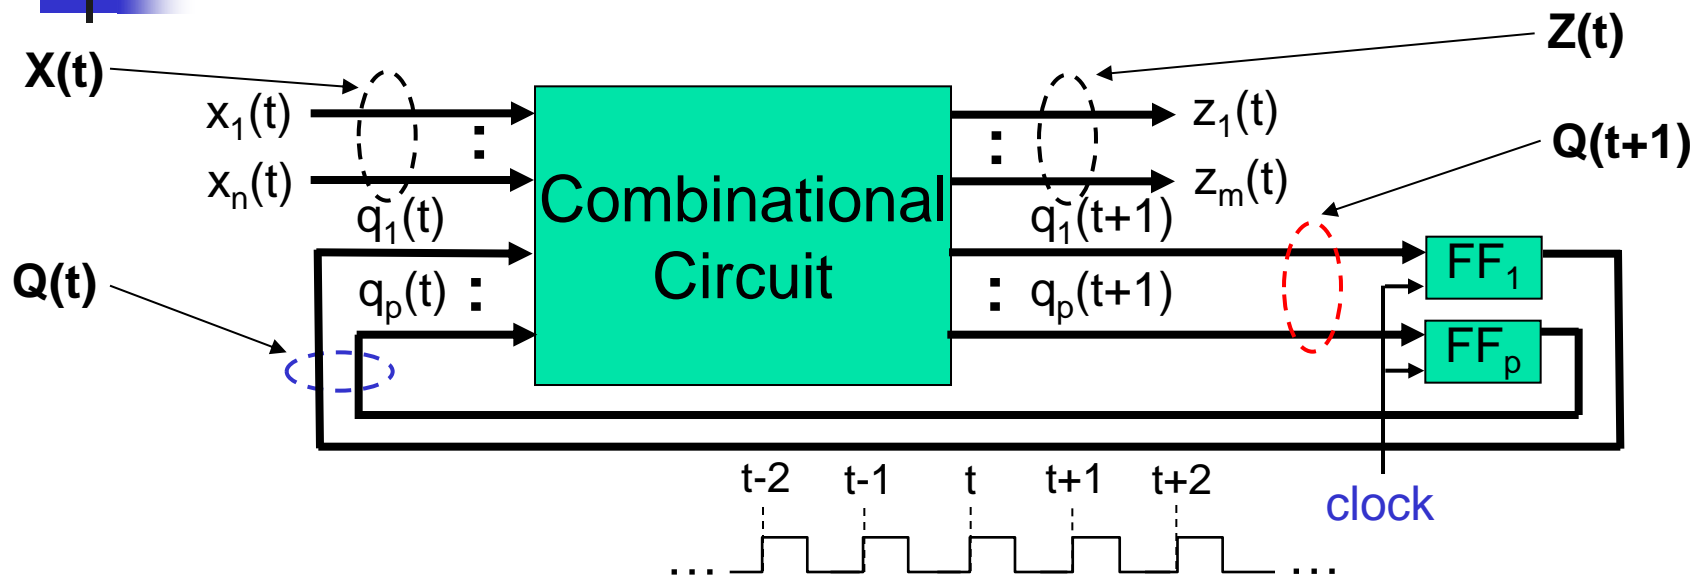 Z(t)
X(t)
x1(t)
z1(t)
:
:
Q(t+1)
xn(t)
zm(t)
Combinational
Circuit
q1(t)
q1(t+1)
FF1
Q(t)
qp(t)
:
:
qp(t+1)
FFp
t-2 t-1 t t+1 t+2
clock
... ...